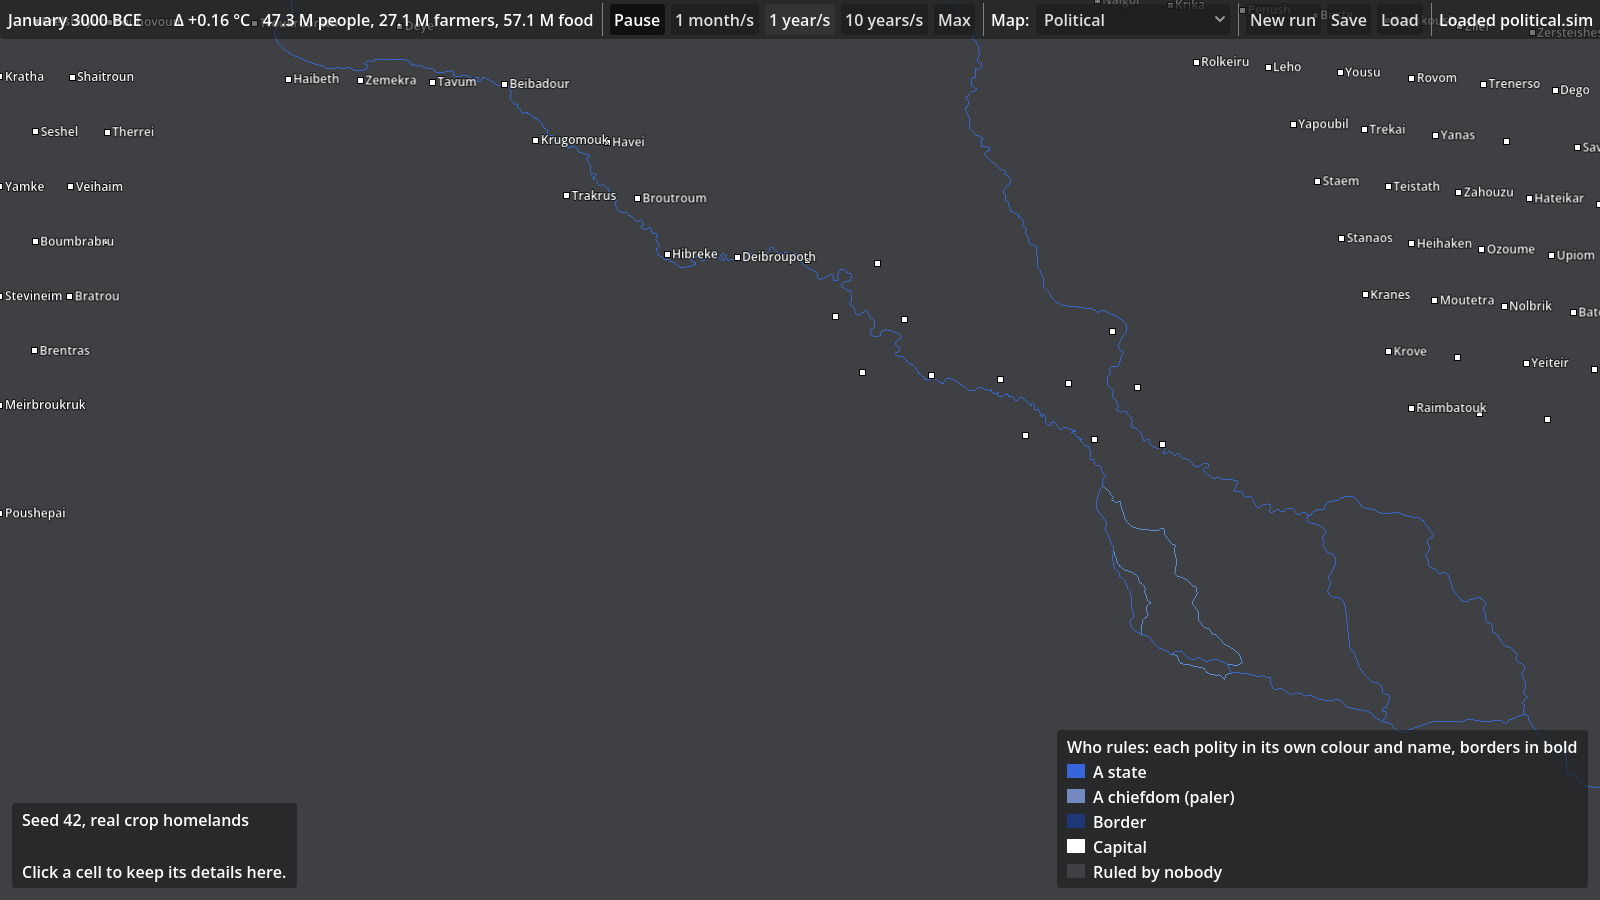 January 3000 BCE Δ +0.16 °C 47.3 M people, 27.1 M farmers, 57.1 M food Pause 1 month/s 1 year/s 10 years/s Max Map: Political New run Save Load Loaded political.sim
Kratha Shaitroun Haibeth Zemekra Tavum Beibadour Rolkeiru Leho Yousu Rovom Trenerso Dego
Seshel Therrei Krugomouk Havei Yapoubil Trekai Yanas
Yamke Veihaim Trakrus Broutroum Staem Teistath Zahouzu Hateikar
Boumbrabru Hibreke Deibroupoth Stanaos Heihaken Ozoume Upiom
Stevineim Bratrou Kranes Moutetra Nolbrik
Brentras Krove Yeiteir
Meirbroukruk Raimbatouk
Poushepai
Who rules: each polity in its own colour and name, borders in bold
A state
A chiefdom (paler)
Border
Capital
Ruled by nobody
Seed 42, real crop homelands
Click a cell to keep its details here.